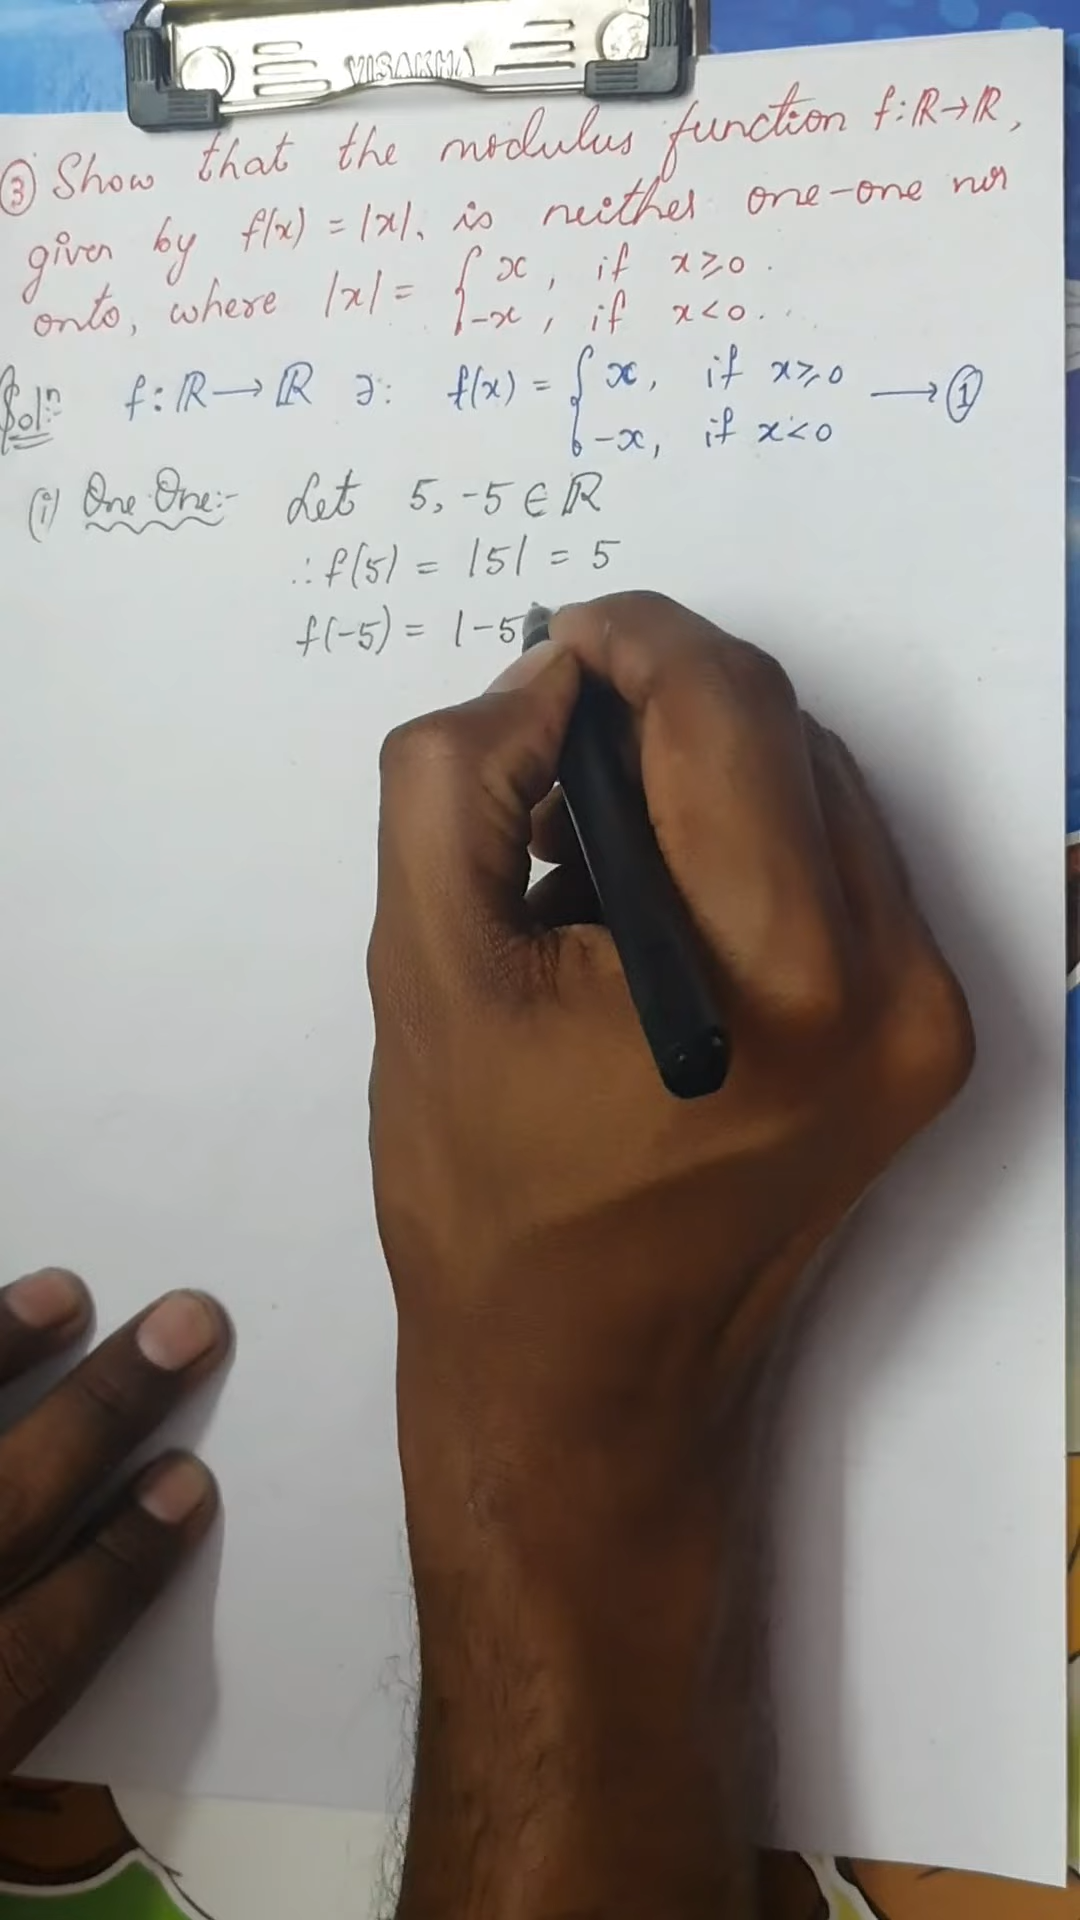 VISAKHA
③ Show that the modulus function f:ℝ→ℝ,
given by f(x) = |x|, is neither one-one nor
onto, where |x| = { x, if x≥0.
-x, if x<0.
Solⁿ:- f:ℝ→ℝ ∋: f(x) = { x, if x≥0 → ①
-x, if x<0
(i) One One:- Let 5, -5 ∈ ℝ
∴ f(5) = |5| = 5
f(-5) = |-5